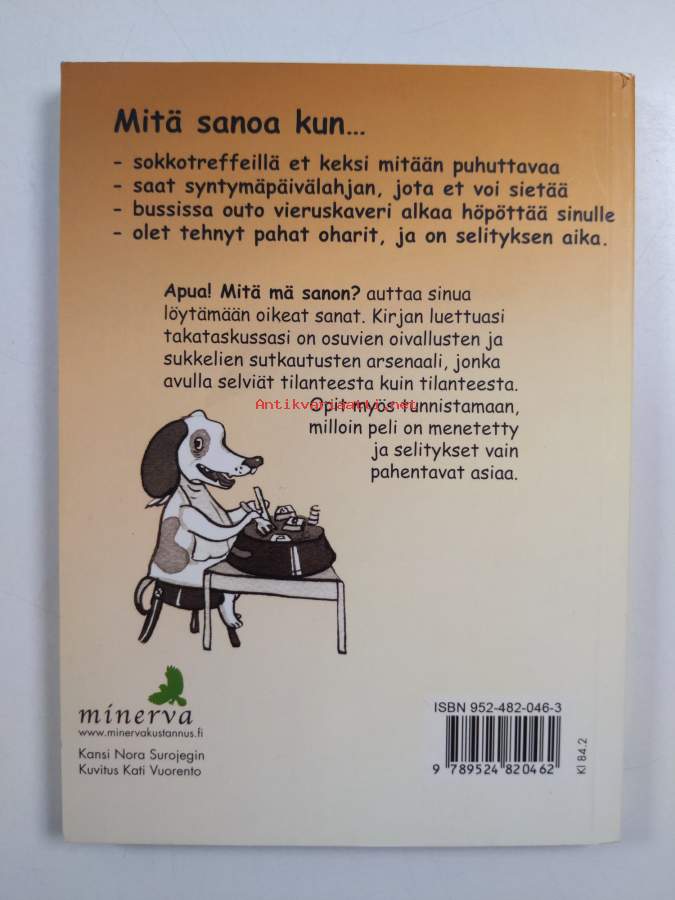 Mitä sanoa kun...
- sokkotreffeillä et keksi mitään puhuttavaa
- saat syntymäpäivälahjan, jota et voi sietää
- bussissa outo vieruskaveri alkaa höpöttää sinulle
- olet tehnyt pahat oharit, ja on selityksen aika.
Apua! Mitä mä sanon? auttaa sinua
löytämään oikeat sanat. Kirjan luettuasi
takataskussasi on osuvien oivallusten ja
sukkelien sutkautusten arsenaali, jonka
avulla selviät tilanteesta kuin tilanteesta.
Antikvariaatti.net
Opit myös tunnistamaan,
milloin peli on menetetty
ja selitykset vain
pahentavat asiaa.
minerva
www.minervakustannus.fi
Kansi Nora Surojegin
Kuvitus Kati Vuorento
ISBN 952-482-046-3
9 789524 820462
Kl 84.2